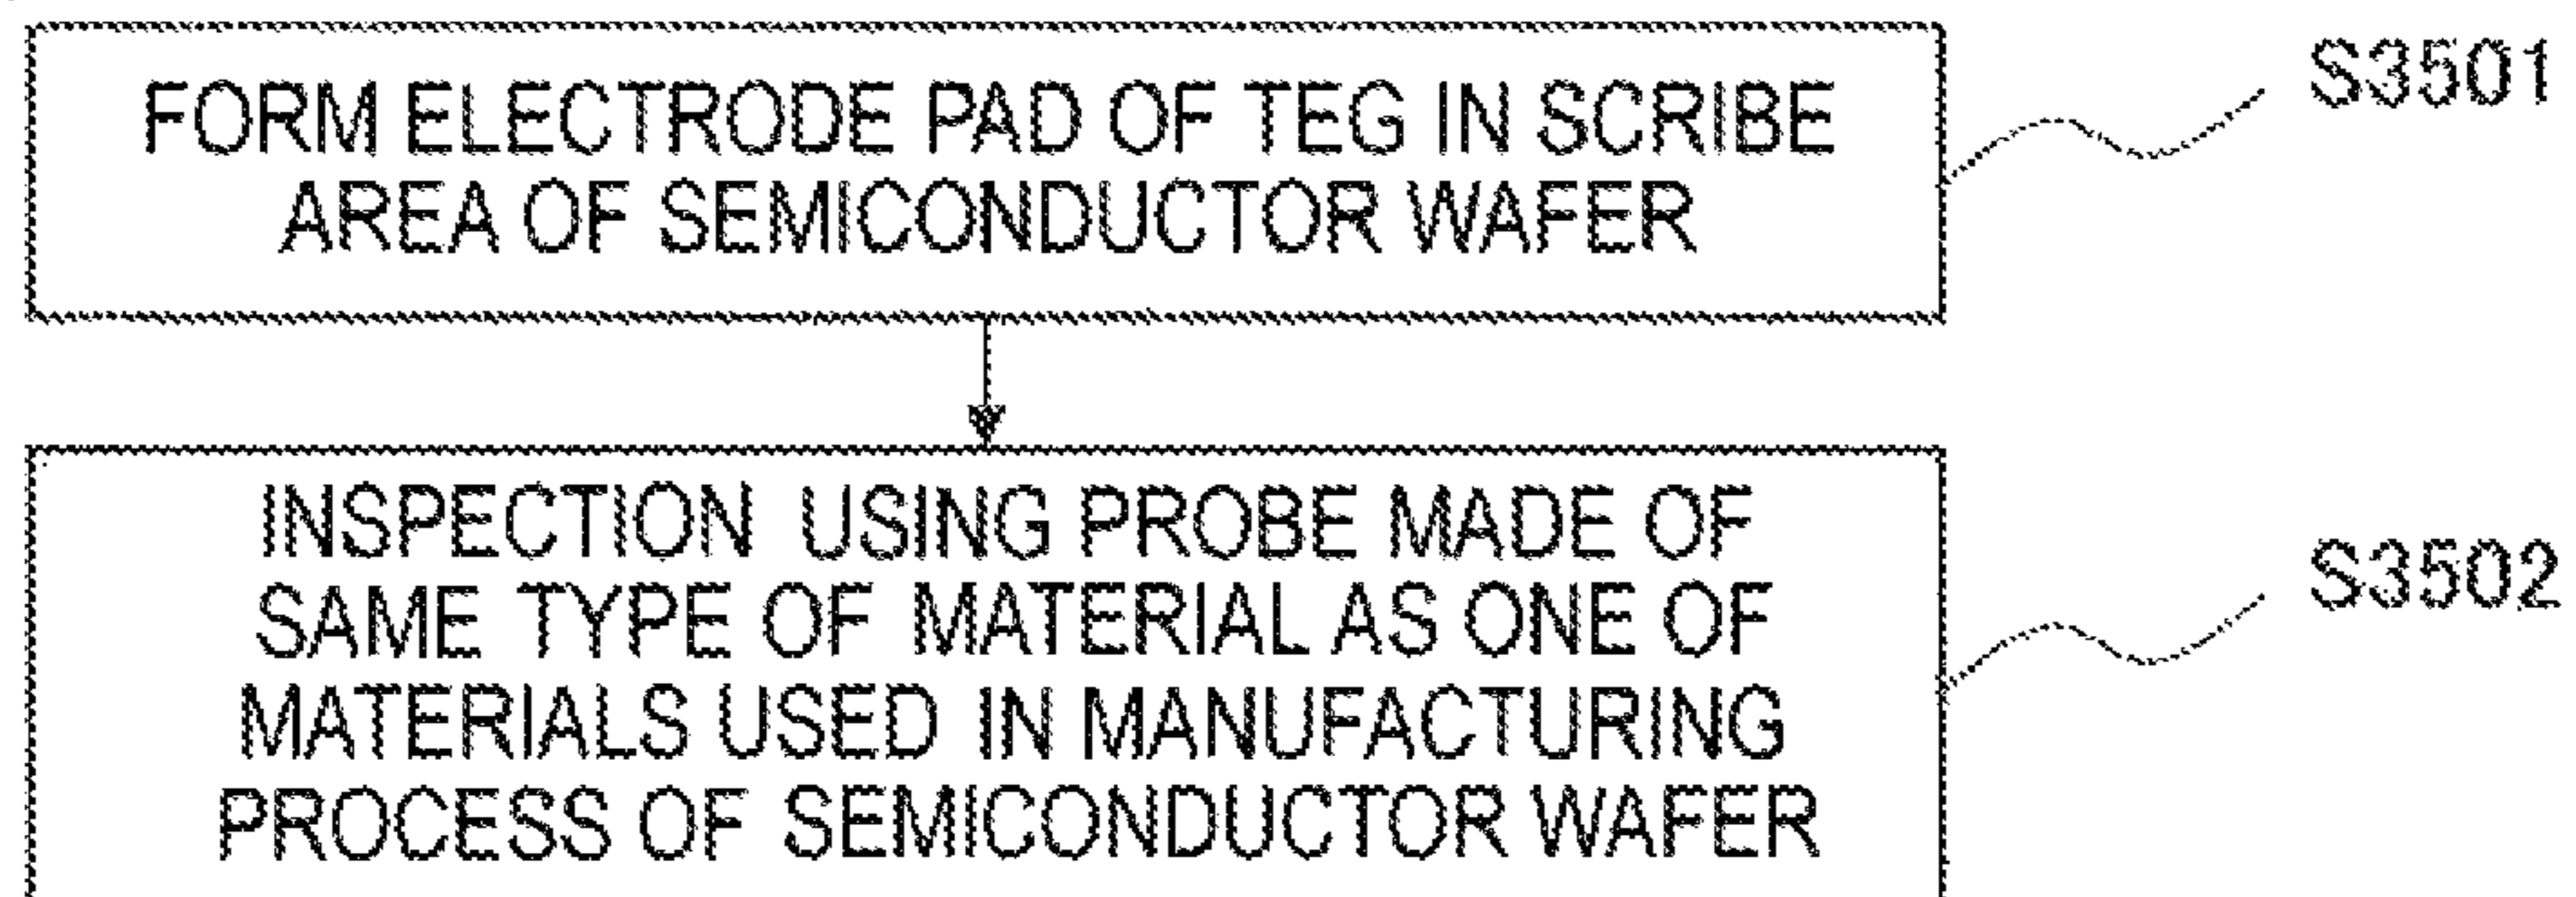 FORM ELECTRODE PAD OF TEG IN SCRIBE
AREA OF SEMICONDUCTOR WAFER
S3501
INSPECTION USING PROBE MADE OF
SAME TYPE OF MATERIAL AS ONE OF
MATERIALS USED IN MANUFACTURING
PROCESS OF SEMICONDUCTOR WAFER
S3502